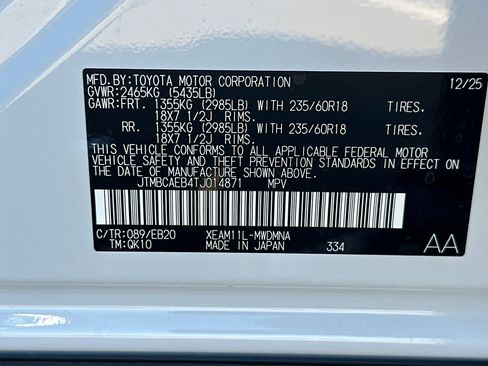 MFD.BY:TOYOTA MOTOR CORPORATION 12/25
GVWR:2465KG (5435LB)
GAWR:FRT. 1355KG (2985LB) WITH 235/60R18 TIRES.
18X7 1/2J RIMS.
RR. 1355KG (2985LB) WITH 235/60R18 TIRES.
18X7 1/2J RIMS.
THIS VEHICLE CONFORMS TO ALL APPLICABLE FEDERAL MOTOR
VEHICLE SAFETY AND THEFT PREVENTION STANDARDS IN EFFECT
ON THE DATE OF MANUFACTURE SHOWN ABOVE.
JTMBCAEB4TJ014871 MPV
C/TR:089/EB20 XEAM11L-MWDMNA
TM:QK10 MADE IN JAPAN 334 AA